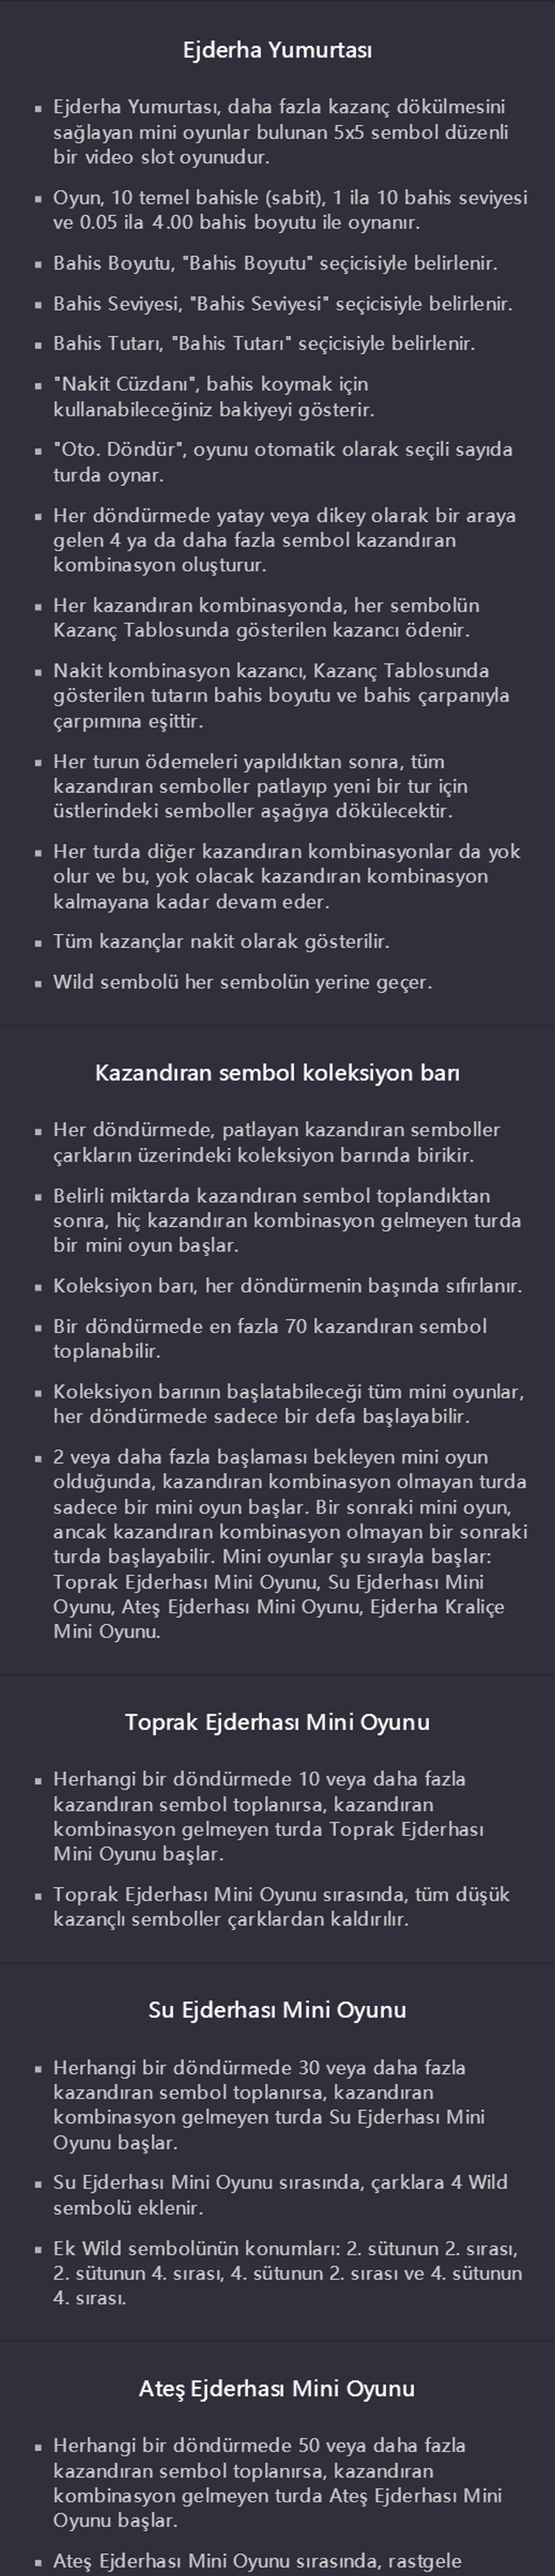 Ejderha Yumurtası
▪ Ejderha Yumurtası, daha fazla kazanç dökülmesini
sağlayan mini oyunlar bulunan 5x5 sembol düzenli
bir video slot oyunudur.
▪ Oyun, 10 temel bahisle (sabit), 1 ila 10 bahis seviyesi
ve 0.05 ila 4.00 bahis boyutu ile oynanır.
▪ Bahis Boyutu, "Bahis Boyutu" seçicisiyle belirlenir.
▪ Bahis Seviyesi, "Bahis Seviyesi" seçicisiyle belirlenir.
▪ Bahis Tutarı, "Bahis Tutarı" seçicisiyle belirlenir.
▪ "Nakit Cüzdanı", bahis koymak için
kullanabileceğiniz bakiyeyi gösterir.
▪ "Oto. Döndür", oyunu otomatik olarak seçili sayıda
turda oynar.
▪ Her döndürmede yatay veya dikey olarak bir araya
gelen 4 ya da daha fazla sembol kazandıran
kombinasyon oluşturur.
▪ Her kazandıran kombinasyonda, her sembolün
Kazanç Tablosunda gösterilen kazancı ödenir.
▪ Nakit kombinasyon kazancı, Kazanç Tablosunda
gösterilen tutarın bahis boyutu ve bahis çarpanıyla
çarpımına eşittir.
▪ Her turun ödemeleri yapıldıktan sonra, tüm
kazandıran semboller patlayıp yeni bir tur için
üstlerindeki semboller aşağıya dökülecektir.
▪ Her turda diğer kazandıran kombinasyonlar da yok
olur ve bu, yok olacak kazandıran kombinasyon
kalmayana kadar devam eder.
▪ Tüm kazançlar nakit olarak gösterilir.
▪ Wild sembolü her sembolün yerine geçer.
Kazandıran sembol koleksiyon barı
▪ Her döndürmede, patlayan kazandıran semboller
çarkların üzerindeki koleksiyon barında birikir.
▪ Belirli miktarda kazandıran sembol toplandıktan
sonra, hiç kazandıran kombinasyon gelmeyen turda
bir mini oyun başlar.
▪ Koleksiyon barı, her döndürmenin başında sıfırlanır.
▪ Bir döndürmede en fazla 70 kazandıran sembol
toplanabilir.
▪ Koleksiyon barının başlatabileceği tüm mini oyunlar,
her döndürmede sadece bir defa başlayabilir.
▪ 2 veya daha fazla başlaması bekleyen mini oyun
olduğunda, kazandıran kombinasyon olmayan turda
sadece bir mini oyun başlar. Bir sonraki mini oyun,
ancak kazandıran kombinasyon olmayan bir sonraki
turda başlayabilir. Mini oyunlar şu sırayla başlar:
Toprak Ejderhası Mini Oyunu, Su Ejderhası Mini
Oyunu, Ateş Ejderhası Mini Oyunu, Ejderha Kraliçe
Mini Oyunu.
Toprak Ejderhası Mini Oyunu
▪ Herhangi bir döndürmede 10 veya daha fazla
kazandıran sembol toplanırsa, kazandıran
kombinasyon gelmeyen turda Toprak Ejderhası
Mini Oyunu başlar.
▪ Toprak Ejderhası Mini Oyunu sırasında, tüm düşük
kazançlı semboller çarklardan kaldırılır.
Su Ejderhası Mini Oyunu
▪ Herhangi bir döndürmede 30 veya daha fazla
kazandıran sembol toplanırsa, kazandıran
kombinasyon gelmeyen turda Su Ejderhası Mini
Oyunu başlar.
▪ Su Ejderhası Mini Oyunu sırasında, çarklara 4 Wild
sembolü eklenir.
▪ Ek Wild sembolünün konumları: 2. sütunun 2. sırası,
2. sütunun 4. sırası, 4. sütunun 2. sırası ve 4. sütunun
4. sırası.
Ateş Ejderhası Mini Oyunu
▪ Herhangi bir döndürmede 50 veya daha fazla
kazandıran sembol toplanırsa, kazandıran
kombinasyon gelmeyen turda Ateş Ejderhası Mini
Oyunu başlar.
▪ Ateş Ejderhası Mini Oyunu sırasında, rastgele